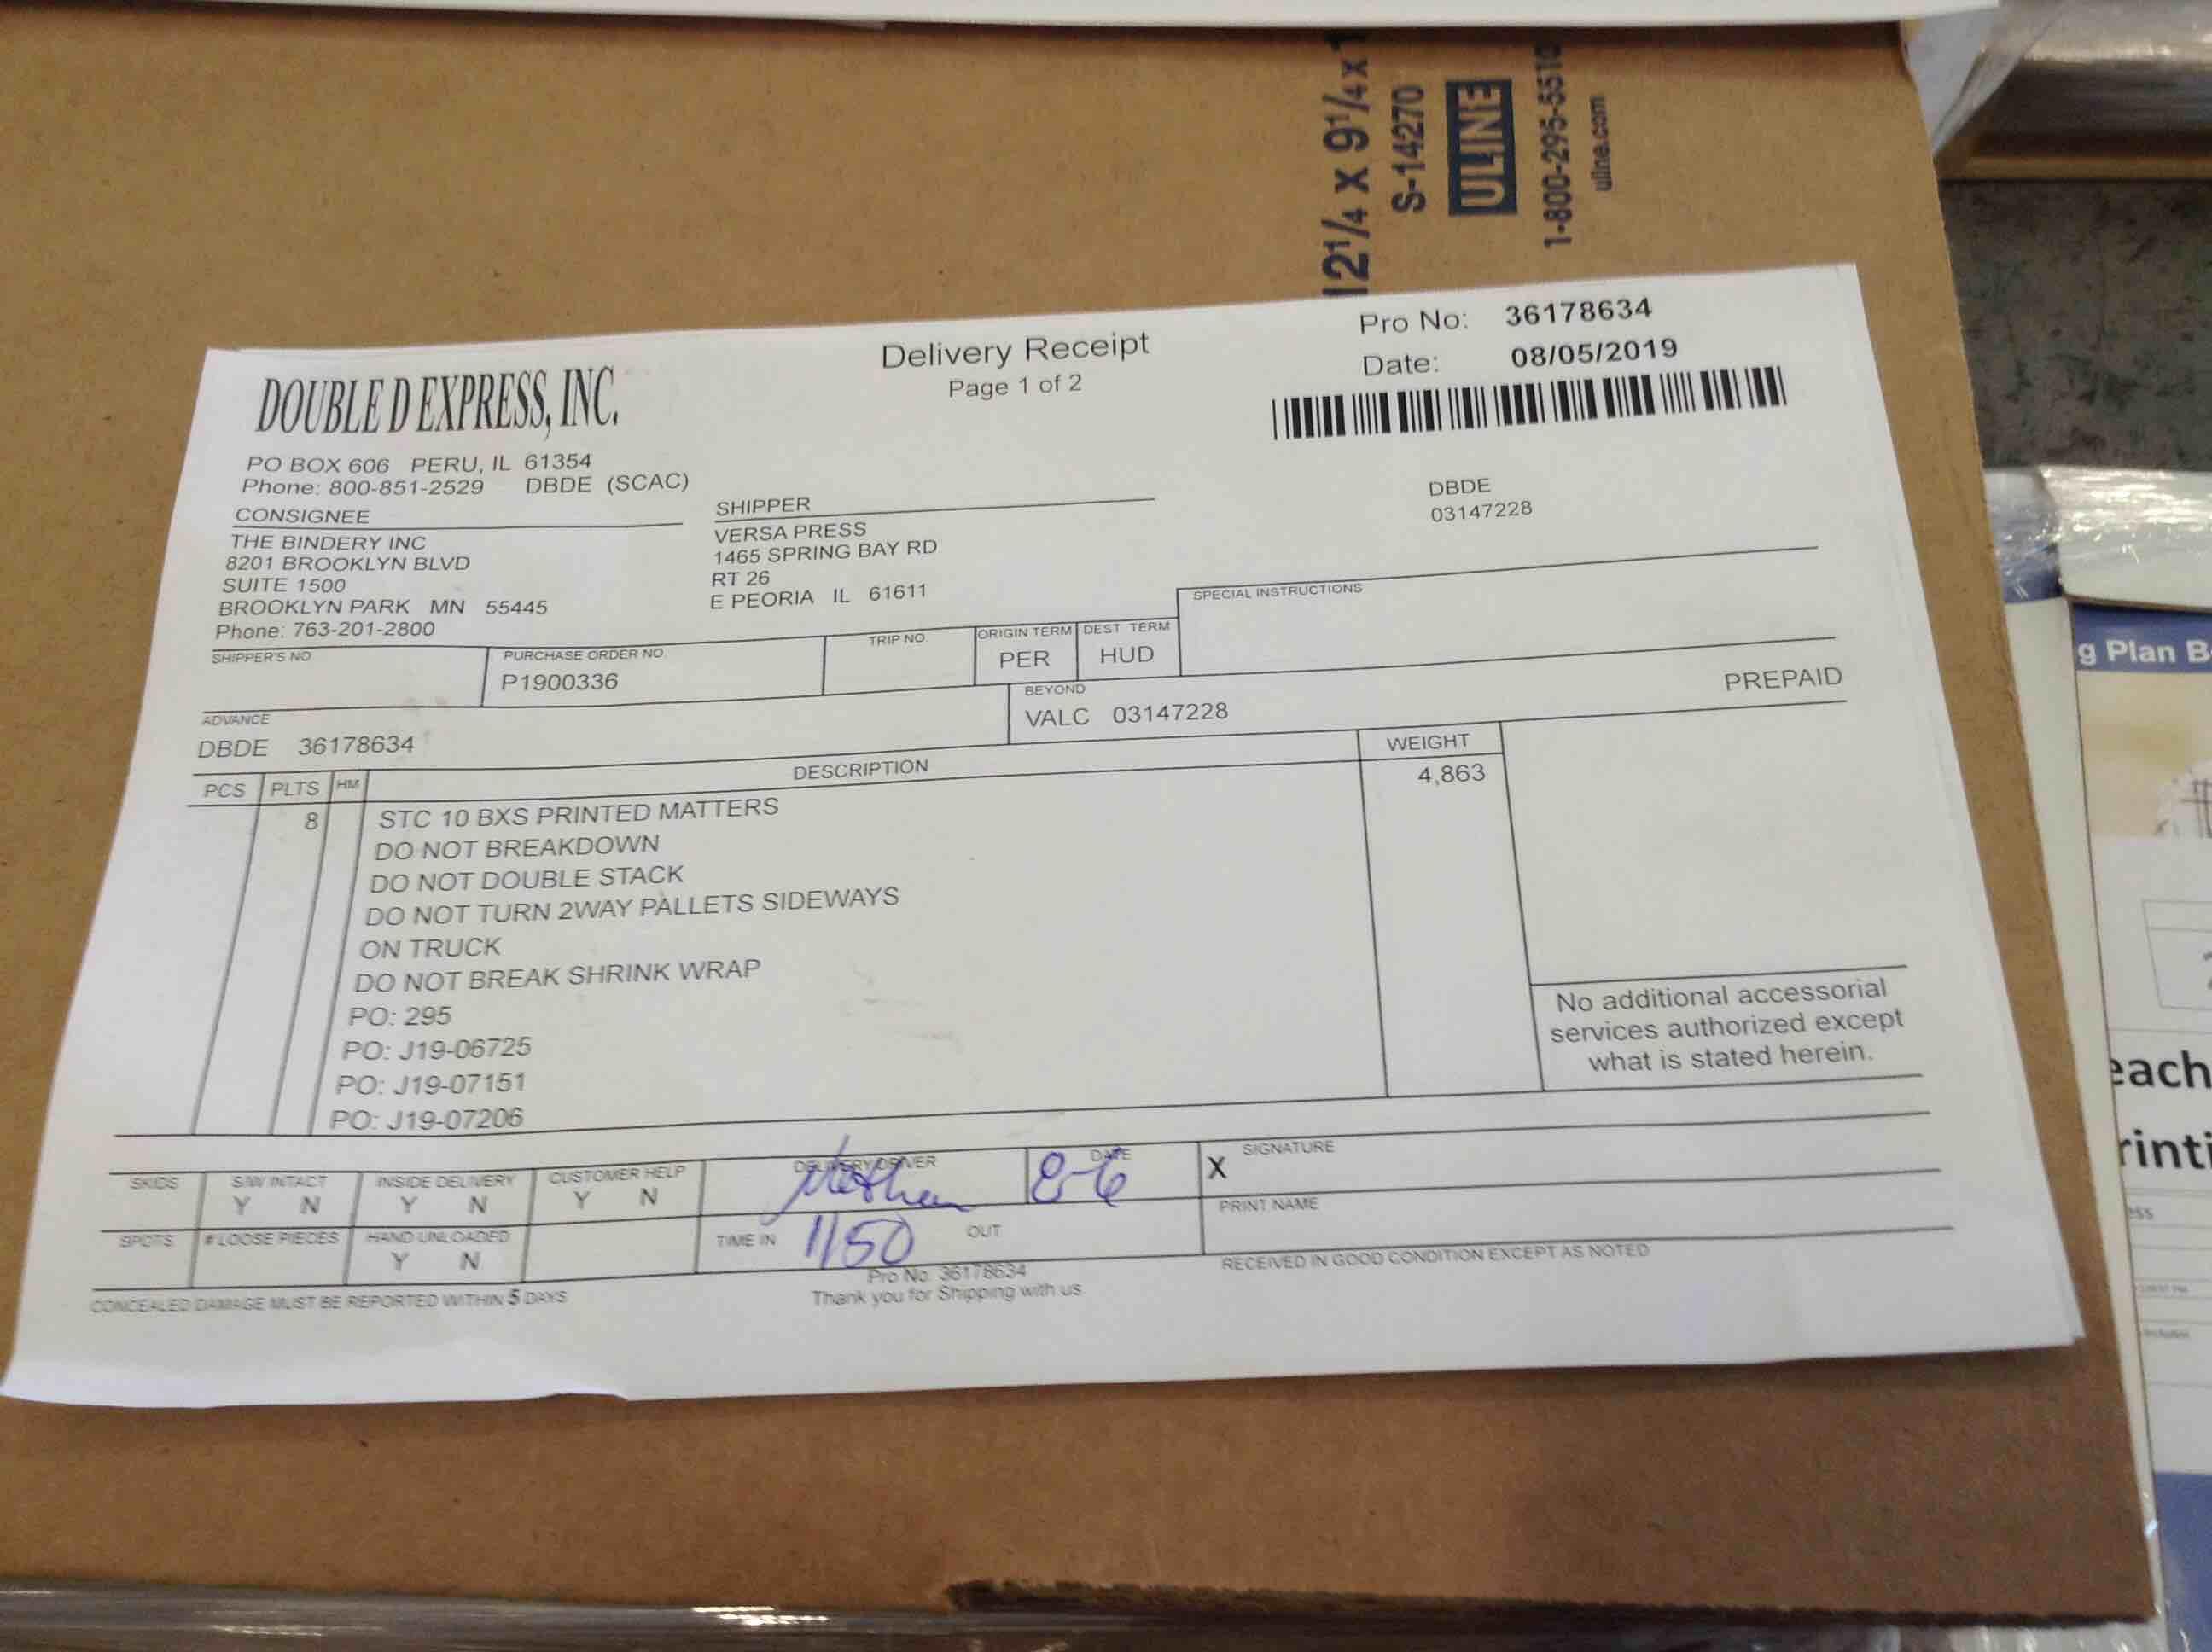 12 1/4 X 9 1/4 x 1
S-14270
ULINE
1-800-295-5510
uline.com
DOUBLE D EXPRESS, INC.
PO BOX 606 PERU, IL 61354
Phone: 800-851-2529 DBDE (SCAC)
Delivery Receipt
Page 1 of 2
Pro No: 36178634
Date: 08/05/2019
DBDE
03147228
CONSIGNEE
THE BINDERY INC
8201 BROOKLYN BLVD
SUITE 1500
BROOKLYN PARK MN 55445
Phone: 763-201-2800
SHIPPER
VERSA PRESS
1465 SPRING BAY RD
RT 26
E PEORIA IL 61611
SPECIAL INSTRUCTIONS
SHIPPER'S NO
PURCHASE ORDER NO.
P1900336
TRIP NO.
ORIGIN TERM
PER
DEST TERM
HUD
ADVANCE
DBDE 36178634
BEYOND
VALC 03147228
PREPAID
PCS PLTS HM DESCRIPTION WEIGHT
8 STC 10 BXS PRINTED MATTERS 4,863
DO NOT BREAKDOWN
DO NOT DOUBLE STACK
DO NOT TURN 2WAY PALLETS SIDEWAYS
ON TRUCK
DO NOT BREAK SHRINK WRAP
PO: 295
PO: J19-06725
PO: J19-07151
PO: J19-07206
No additional accessorial
services authorized except
what is stated herein.
SKIDS
S/W INTACT
Y N
INSIDE DELIVERY
Y N
CUSTOMER HELP
Y N
DELIVERY DRIVER
DATE
8-6
X SIGNATURE
SPOTS
# LOOSE PIECES
HAND UNLOADED
Y N
TIME IN 1150 OUT
PRINT NAME
RECEIVED IN GOOD CONDITION EXCEPT AS NOTED
CONCEALED DAMAGE MUST BE REPORTED WITHIN 5 DAYS
Pro No. 36178634
Thank you for Shipping with us
g Plan B
each
rinti
ess